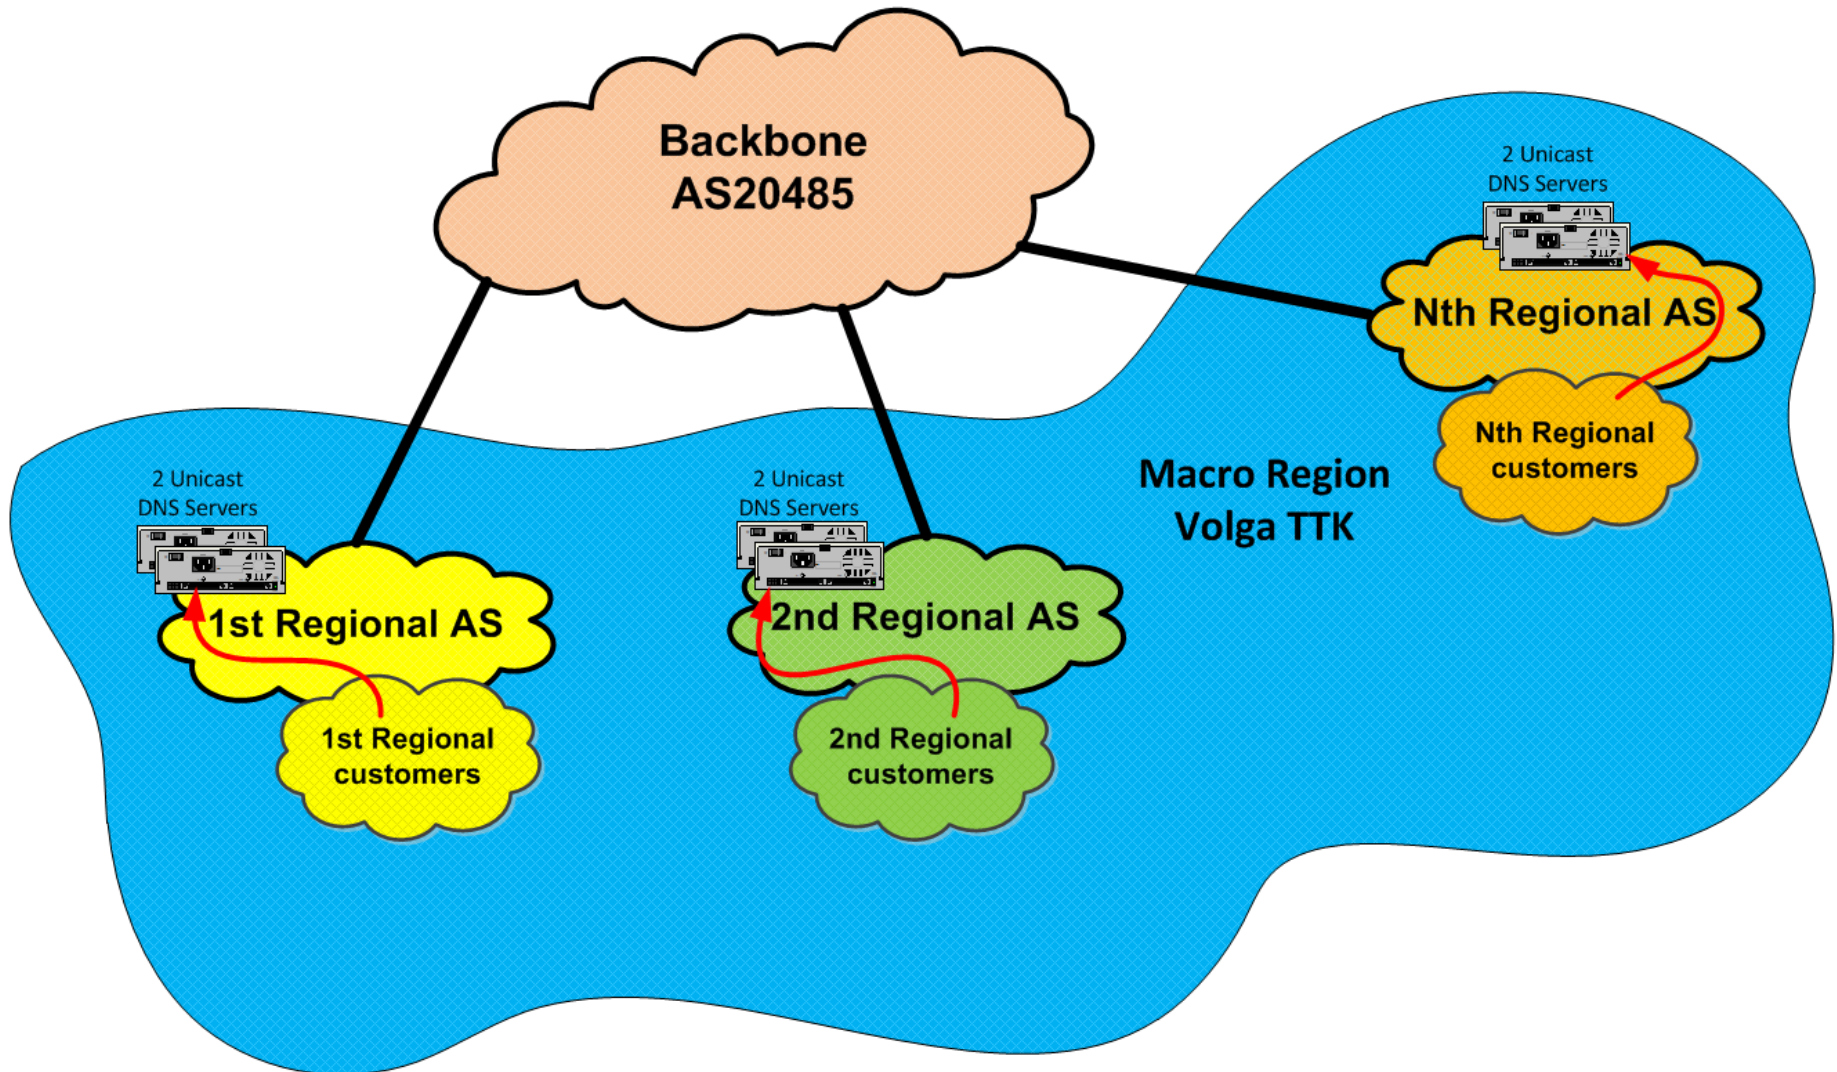 Backbone
AS20485
2 Unicast
DNS Servers
Nth Regional AS
Nth Regional
customers
Macro Region
Volga TTK
2 Unicast
DNS Servers
1st Regional AS
1st Regional
customers
2 Unicast
DNS Servers
2nd Regional AS
2nd Regional
customers